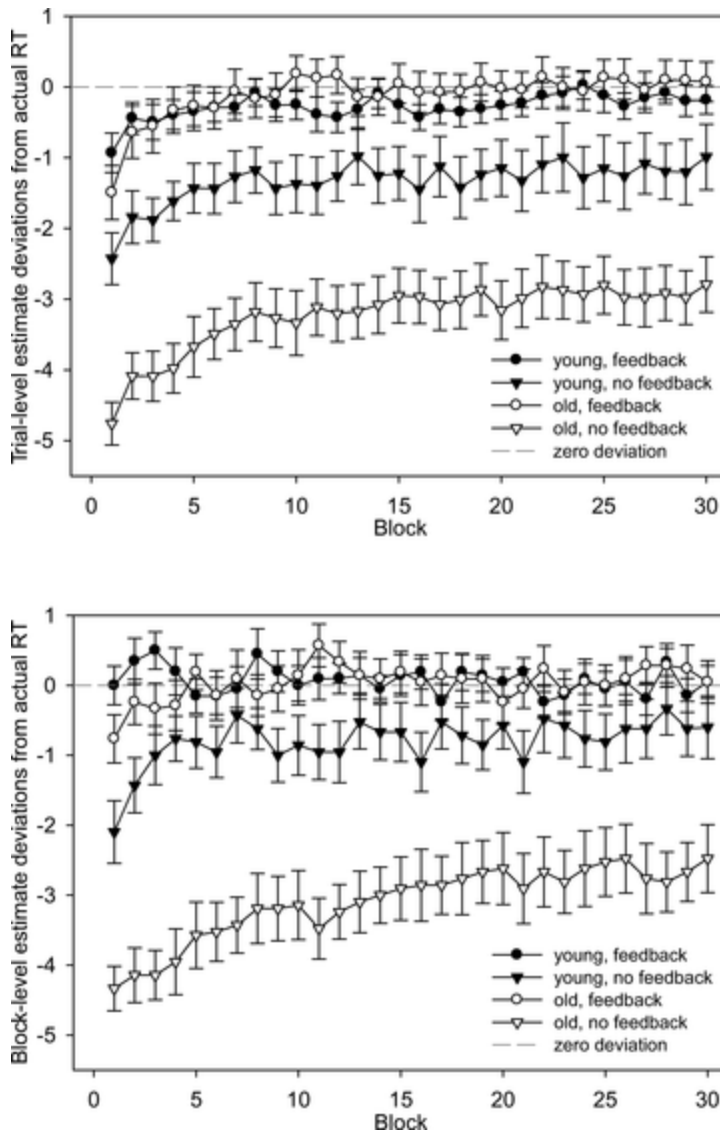 Trial-level estimate deviations from actual RT
1
0
-1
-2
-3
-4
-5
young, feedback
young, no feedback
old, feedback
old, no feedback
zero deviation
0 5 10 15 20 25 30
Block
Block-level estimate deviations from actual RT
1
0
-1
-2
-3
-4
-5
young, feedback
young, no feedback
old, feedback
old, no feedback
zero deviation
0 5 10 15 20 25 30
Block